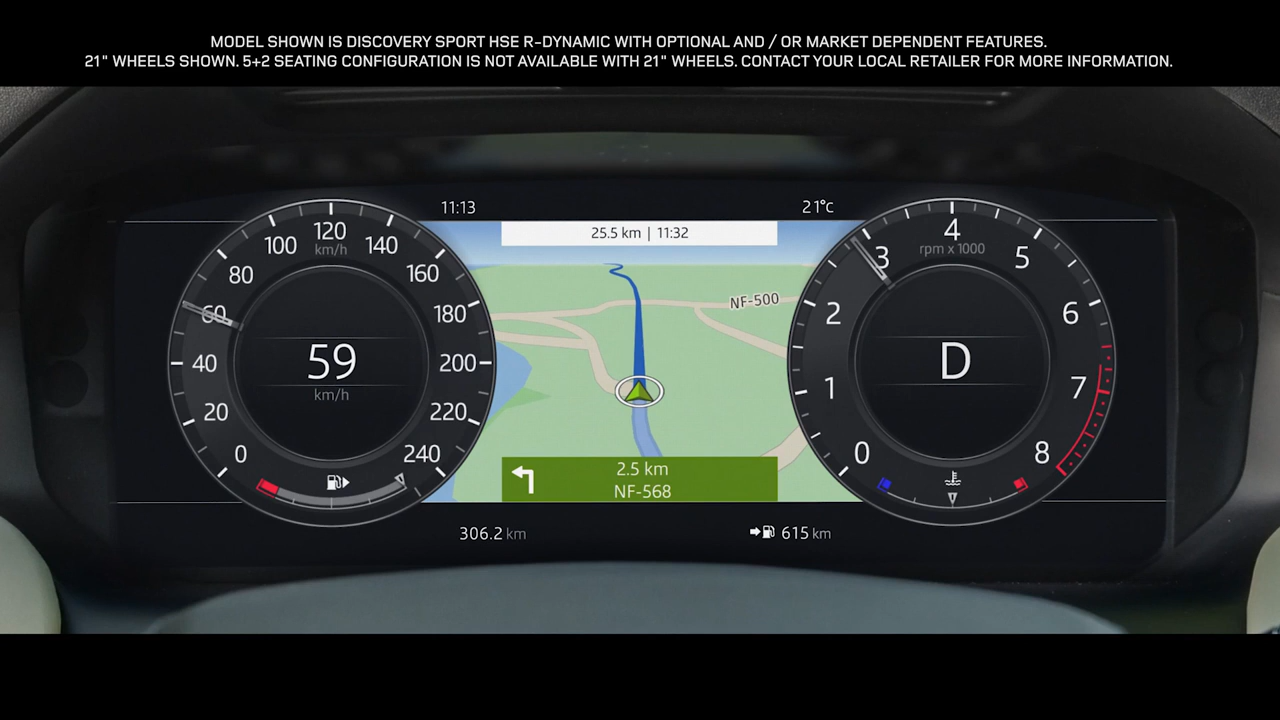 MODEL SHOWN IS DISCOVERY SPORT HSE R-DYNAMIC WITH OPTIONAL AND / OR MARKET DEPENDENT FEATURES.
21" WHEELS SHOWN. 5+2 SEATING CONFIGURATION IS NOT AVAILABLE WITH 21" WHEELS. CONTACT YOUR LOCAL RETAILER FOR MORE INFORMATION.
11:13
21°c
25.5 km | 11:32
0
20
40
60
80
100
120
km/h
140
160
180
200
220
240
59
km/h
NF-500
2.5 km
NF-568
0
1
2
3
4
rpm x 1000
5
6
7
8
D
306.2 km
615 km